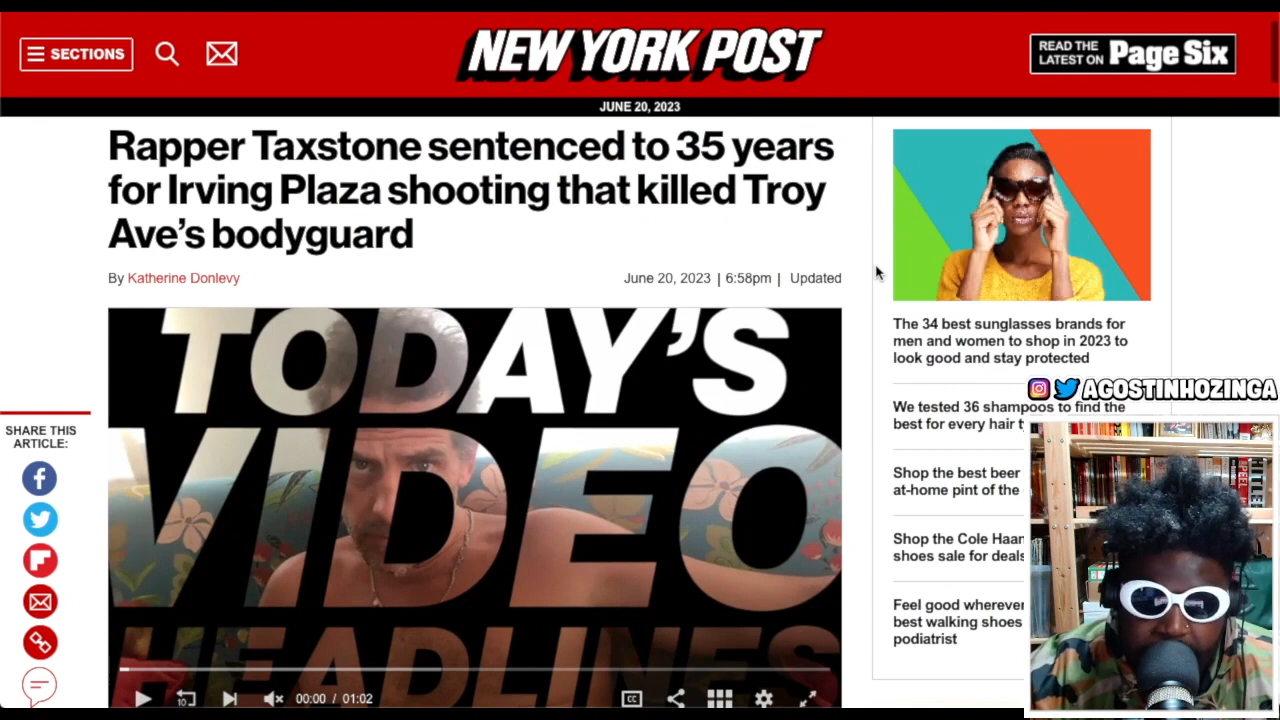 SECTIONS
NEW YORK POST
READ THE
LATEST ON
Page Six
JUNE 20, 2023
Rapper Taxstone sentenced to 35 years
for Irving Plaza shooting that killed Troy
Ave's bodyguard
By Katherine Donlevy
June 20, 2023 | 6:58pm | Updated
SHARE THIS
ARTICLE:
TODAY'S
VIDEO
HEADLINES
10
00:00 / 01:02
CC
The 34 best sunglasses brands for
men and women to shop in 2023 to
look good and stay protected
AGOSTINHOZINGA
We tested 36 shampoos to find the
best for every hair t
Shop the best beer
at-home pint of the
Shop the Cole Haan
shoes sale for deals
Feel good wherever
best walking shoes
podiatrist